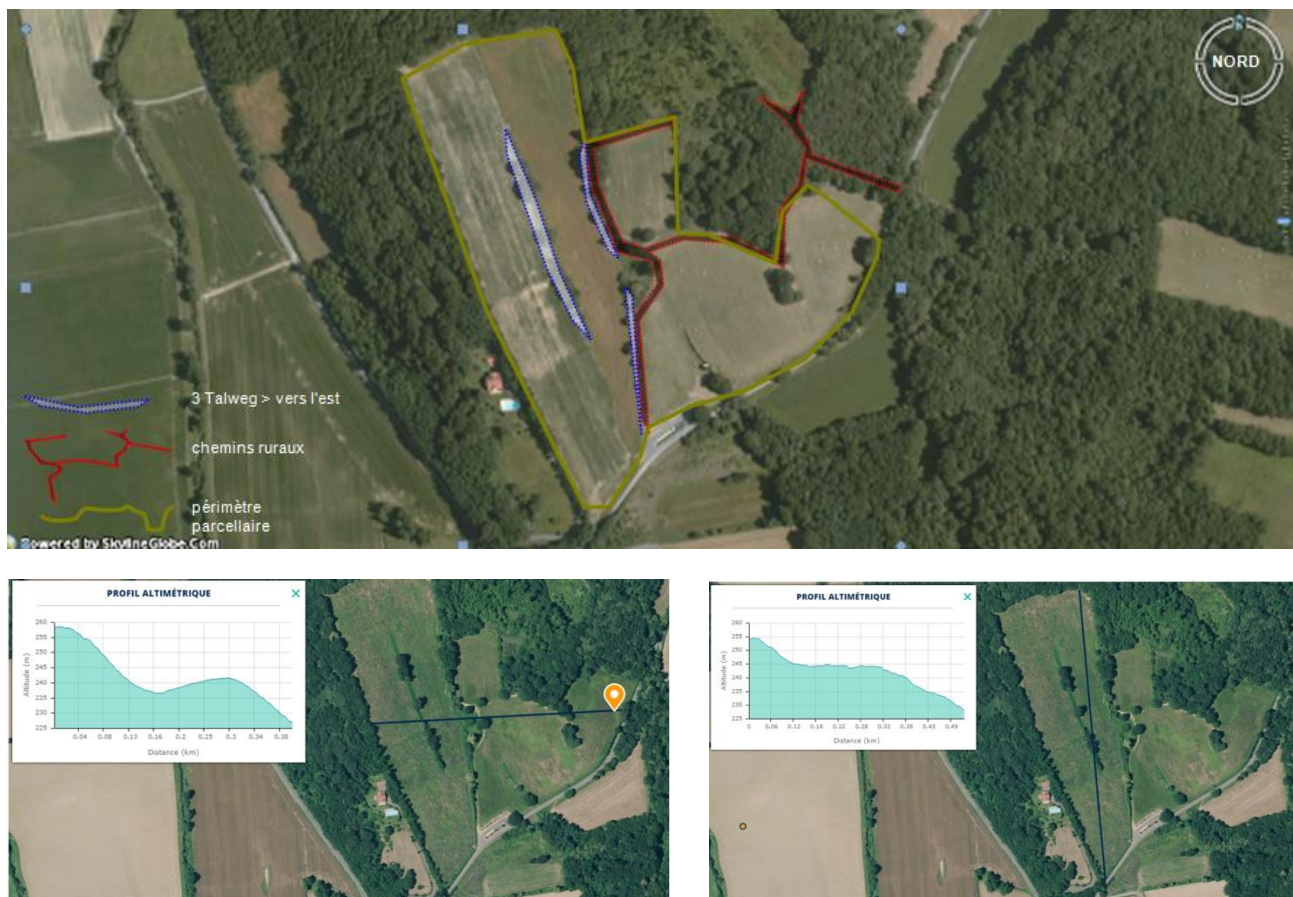 NORD
3 Talweg > vers l'est
chemins ruraux
périmètre
parcellaire
Powered by SkylineGlobe.Com
PROFIL ALTIMÉTRIQUE
Altitude (m)
260
255
250
245
240
235
230
225
0.04 0.08 0.12 0.16 0.2 0.24 0.3 0.34 0.38
Distance (km)
PROFIL ALTIMÉTRIQUE
Altitude (m)
260
255
250
245
240
235
230
225
0 0.06 0.12 0.18 0.22 0.28 0.33 0.38 0.43 0.49
Distance (km)